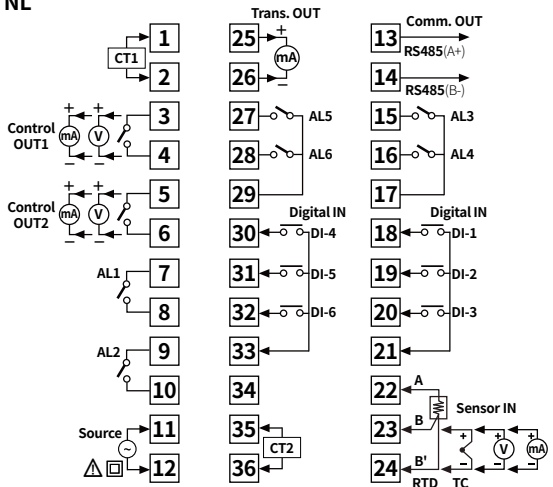 NL
Trans. OUT
Comm. OUT
1
CT1
2
25
+
mA
26
−
13
RS485(A+)
14
RS485(B-)
Control
OUT1
+ +
mA V
− −
3
4
27
AL5
28
AL6
29
15
AL3
16
AL4
17
Control
OUT2
+ +
mA V
− −
5
6
Digital IN
30
DI-4
31
DI-5
32
DI-6
33
Digital IN
18
DI-1
19
DI-2
20
DI-3
21
AL1
7
8
AL2
9
10
34
Source
~
11
12
35
CT2
36
22
A
23
B
24
B'
Sensor IN
+ + +
V mA
− − −
RTD TC